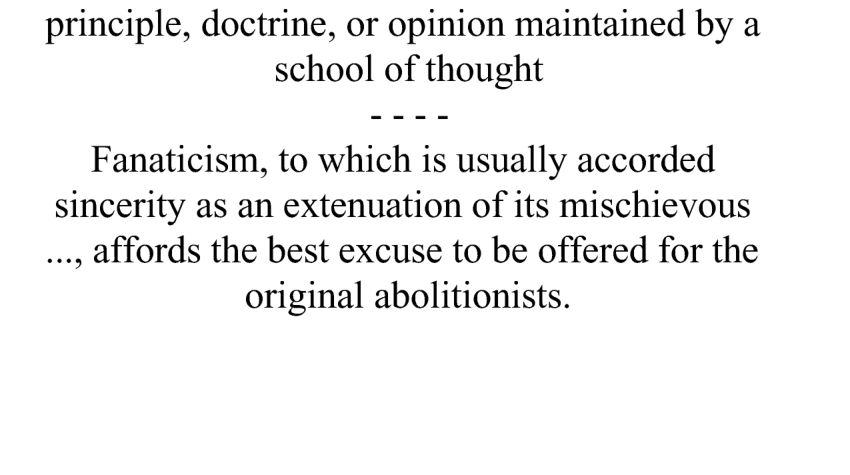 principle, doctrine, or opinion maintained by a
school of thought
- - - -
Fanaticism, to which is usually accorded
sincerity as an extenuation of its mischievous
..., affords the best excuse to be offered for the
original abolitionists.